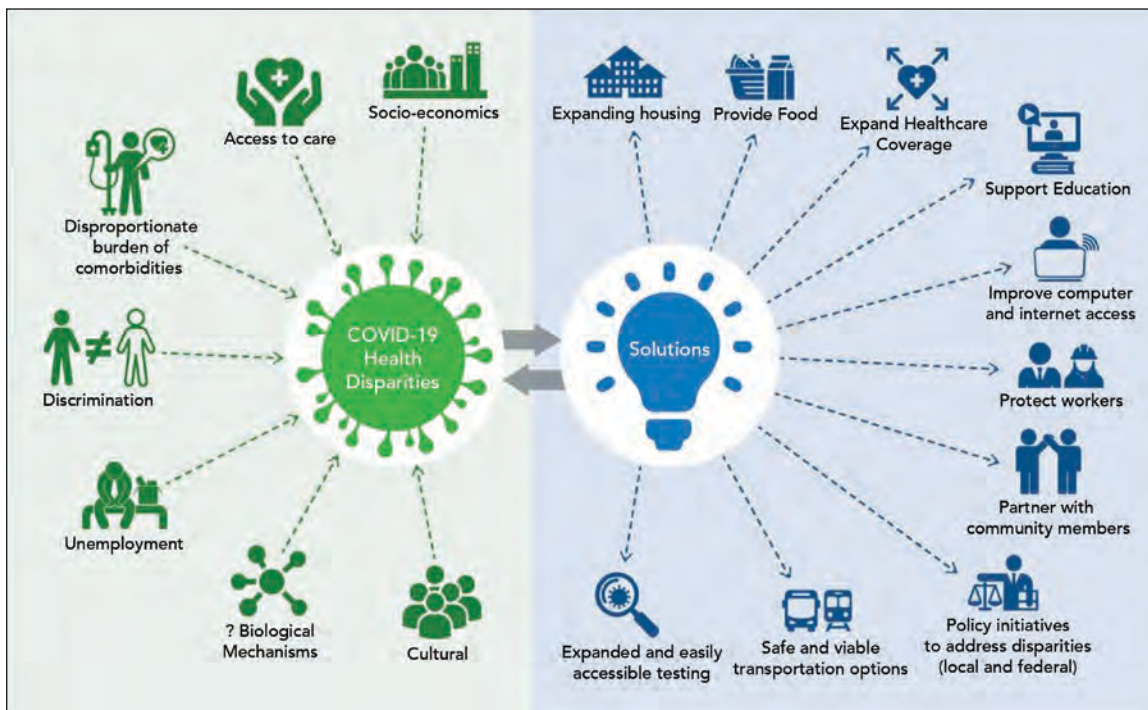 Access to care
Socio-economics
Disproportionate
burden of
comorbidities
Discrimination
Unemployment
? Biological
Mechanisms
Cultural
COVID-19
Health
Disparities
Solutions
Expanding housing
Provide Food
Expand Healthcare
Coverage
Support Education
Improve computer
and internet access
Protect workers
Partner with
community members
Policy initiatives
to address disparities
(local and federal)
Safe and viable
transportation options
Expanded and easily
accessible testing